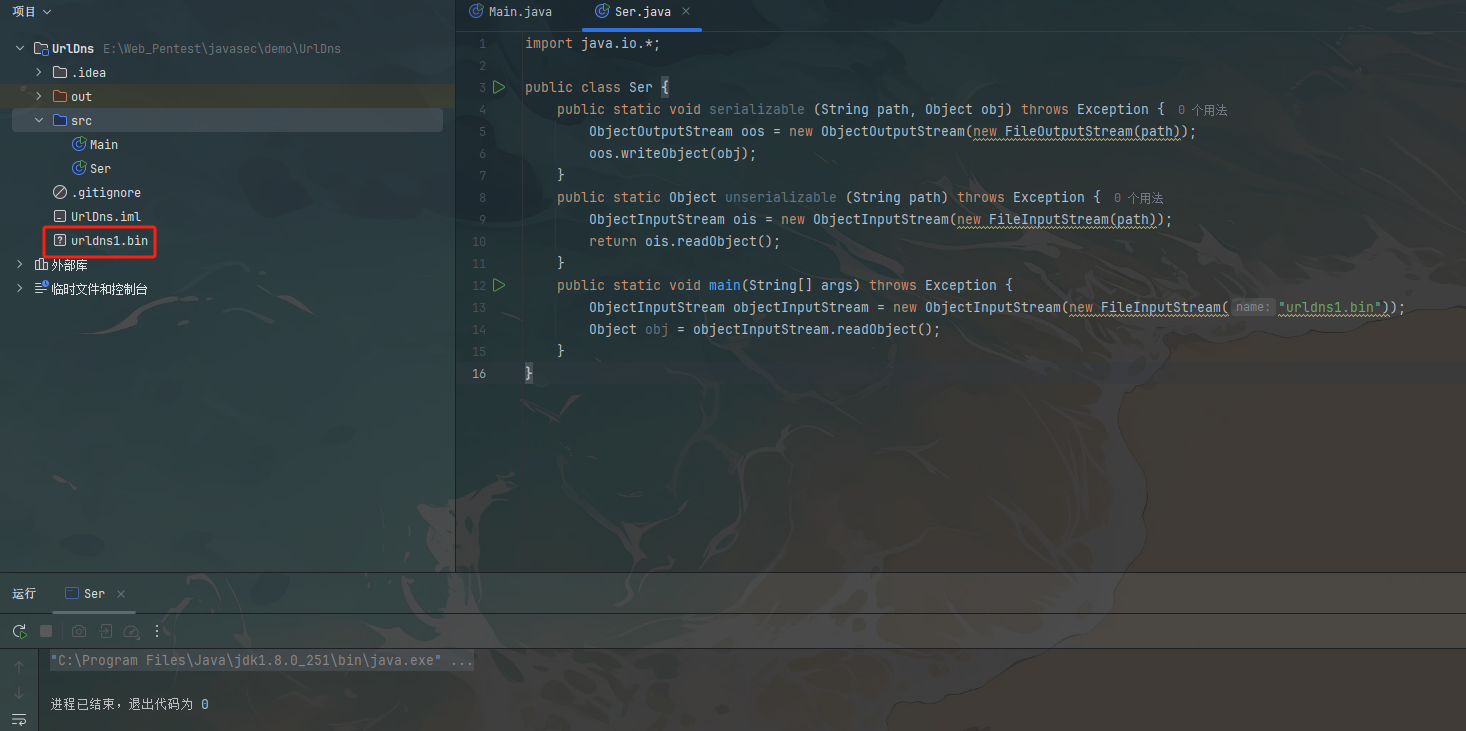 项目
UrlDns E:\Web_Pentest\javasec\demo\UrlDns
.idea
out
src
Main
Ser
.gitignore
UrlDns.iml
urldns1.bin
外部库
临时文件和控制台
Main.java Ser.java
1 import java.io.*;
2
3 public class Ser {
4 public static void serializable (String path, Object obj) throws Exception { 0 个用法
5 ObjectOutputStream oos = new ObjectOutputStream(new FileOutputStream(path));
6 oos.writeObject(obj);
7 }
8 public static Object unserializable (String path) throws Exception { 0 个用法
9 ObjectInputStream ois = new ObjectInputStream(new FileInputStream(path));
10 return ois.readObject();
11 }
12 public static void main(String[] args) throws Exception {
13 ObjectInputStream objectInputStream = new ObjectInputStream(new FileInputStream( name: "urldns1.bin"));
14 Object obj = objectInputStream.readObject();
15 }
16 }
运行 Ser
"C:\Program Files\Java\jdk1.8.0_251\bin\java.exe" ...
进程已结束，退出代码为 0